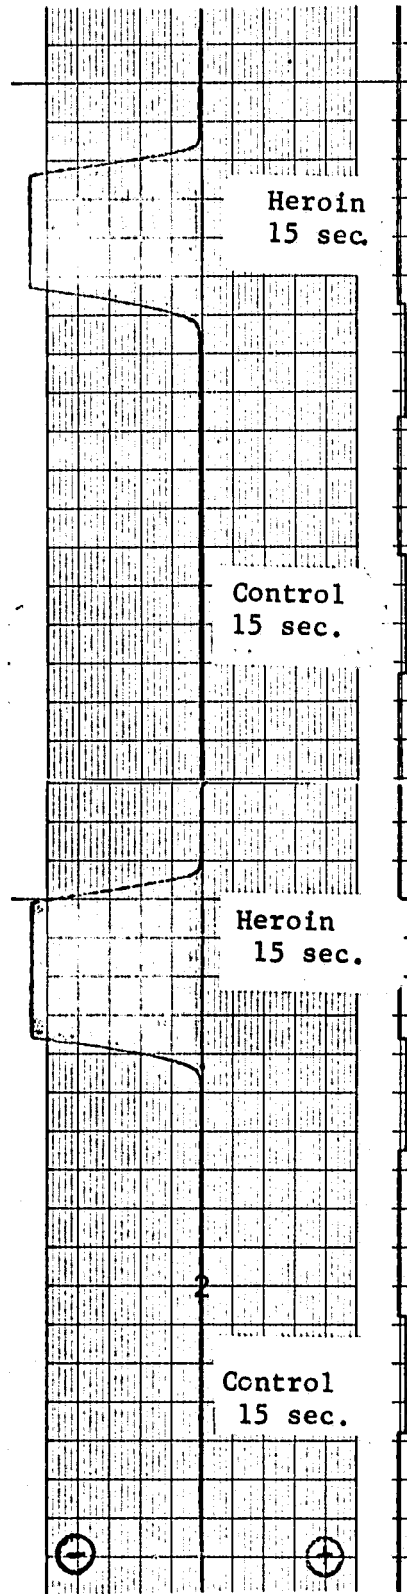 Heroin
15 sec.
Control
15 sec.
Heroin
15 sec.
2
Control
15 sec.
- +